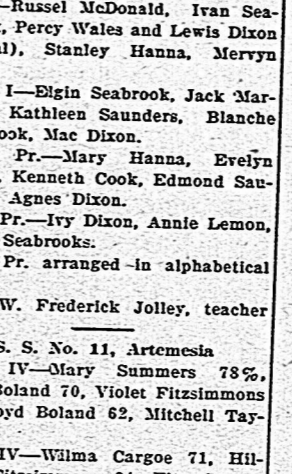 —Russel McDonald, Ivan Sea-
Percy Wales and Lewis Dixon
Stanley Hanna, Mervyn
I—Elgin Seabrook, Jack Mar-
Kathleen Saunders, Blanche
Mac Dixon.
Pr.—Mary Hanna, Evelyn
Kenneth Cook, Edmond Sau-
Agnes Dixon.
Pr.—Ivy Dixon, Annie Lemon,
Seabrooks.
Pr. arranged in alphabetical
W. Frederick Jolley, teacher
S. S. No. 11, Artemesia
IV—Mary Summers 78%,
Boland 70, Violet Fitzsimmons
Boland 62, Mitchell Tay-
IV—Wilma Cargoe 71, Hil-